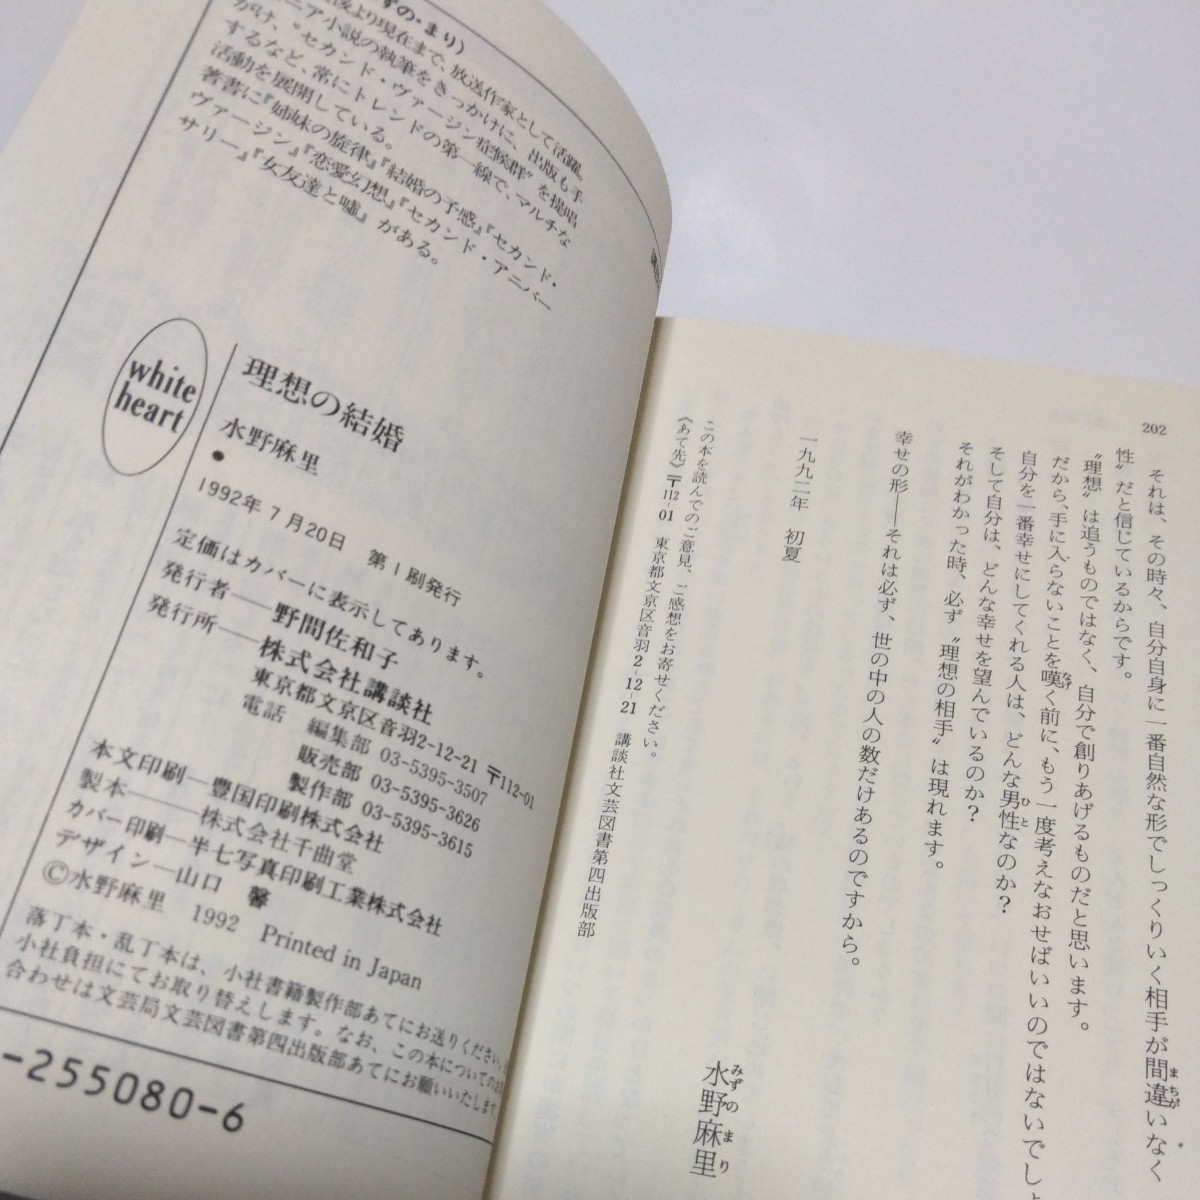 202
それは、その時々、自分自身に一番自然な形でしっくりいく相手が間違いなく
性〟だと信じているからです。
〝理想〟は追うものではなく、自分で創りあげるものだと思います。
だから、手に入らないことを嘆く前に、もう一度考えなおせばいいのではないでしょ
自分を一番幸せにしてくれる人は、どんな男性なのか?
そして自分は、どんな幸せを望んでいるのか?
それがわかった時、必ず〝理想の相手〟は現れます。
幸せの形——それは必ず、世の中の人の数だけあるのですから。
一九九二年 初夏
水野麻里
みずのまり
この本を読んでのご意見、ご感想をお寄せください。
《あて先》〒112-01 東京都文京区音羽2-12-21 講談社文芸図書第四出版部
ずの・まり)
後より現在まで、放送作家として活躍。
ニア小説の執筆をきっかけに、出版も手
がけ、〝セカンド・ヴァージン症候群〟を提唱
するなど、常にトレンドの第一線で、マルチな
活動を展開している。
著書に『姉妹の旋律』『結婚の予感』『セカンド・
ヴァージン』『恋愛幻想』『セカンド・アニバー
サリー』『女友達と嘘』がある。
white
heart
理想の結婚
水野麻里
●
1992年7月20日 第1刷発行
定価はカバーに表示してあります。
発行者——野間佐和子
発行所——株式会社講談社
東京都文京区音羽2-12-21 〒112-01
電話 編集部 03-5395-3507
販売部 03-5395-3626
製作部 03-5395-3615
本文印刷—豊国印刷株式会社
製本———株式会社千曲堂
カバー印刷—半七写真印刷工業株式会社
デザイン—山口 馨
©水野麻里 1992 Printed in Japan
落丁本・乱丁本は、小社書籍製作部あてにお送りください。
小社負担にてお取り替えします。なお、この本についての
合わせは文芸局文芸図書第四出版部あてにお願いいたします。
-255080-6